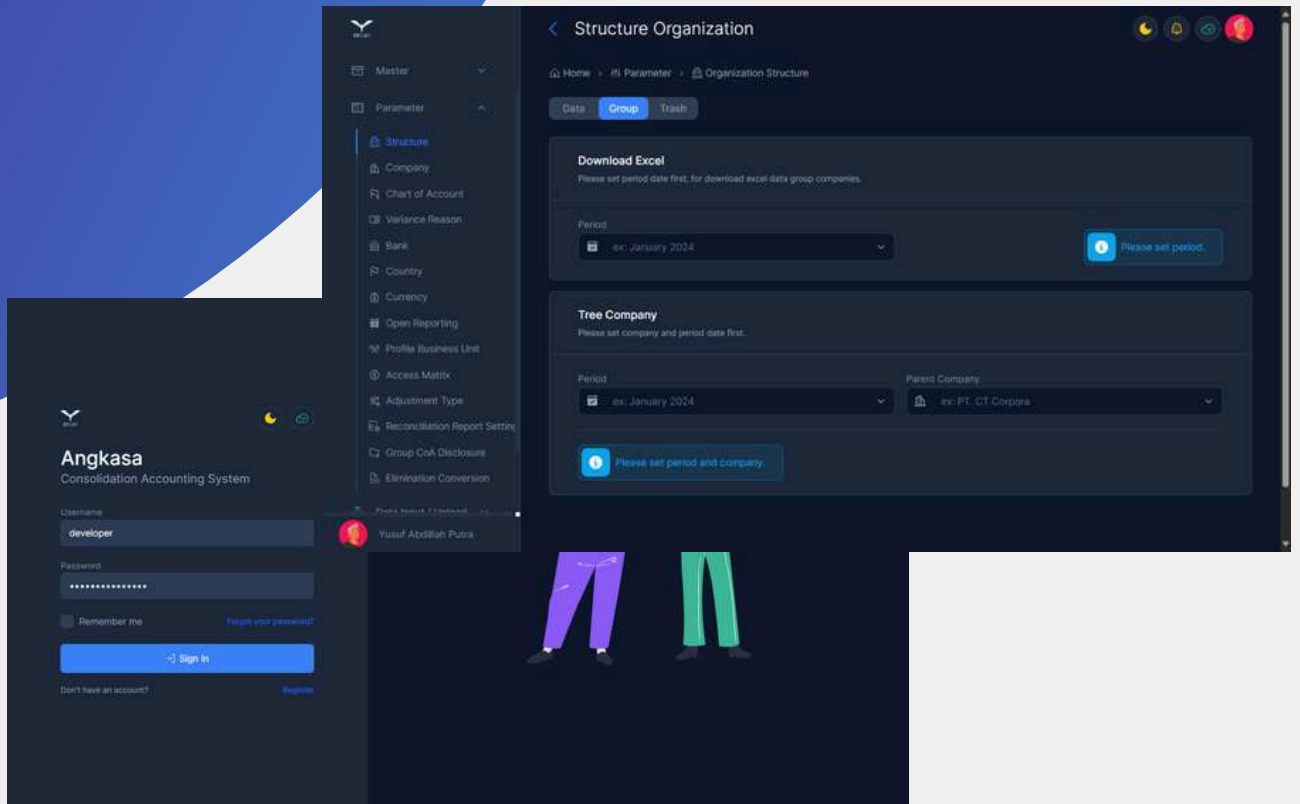 Structure Organization
Master
Home > Parameter > Organization Structure
Parameter
Data Group Trash
Structure
Company
Chart of Account
Variance Reason
Bank
Country
Currency
Open Reporting
Profile Business Unit
Access Matrix
Adjustment Type
Reconciliation Report Setting
Group CoA Disclosure
Elimination Conversion
Data Input / Upload
Yusuf Abdillah Putra
Download Excel
Please set period date first, for download excel data group companies.
Period
ex: January 2024
Please set period.
Tree Company
Please set company and period date first.
Period Parent Company
ex: January 2024 ex: PT. CT Corpora
Please set period and company.
Angkasa
Consolidation Accounting System
Username
developer
Password
•••••••••••••••
Remember me Forgot your password?
Sign In
Don't have an account? Register